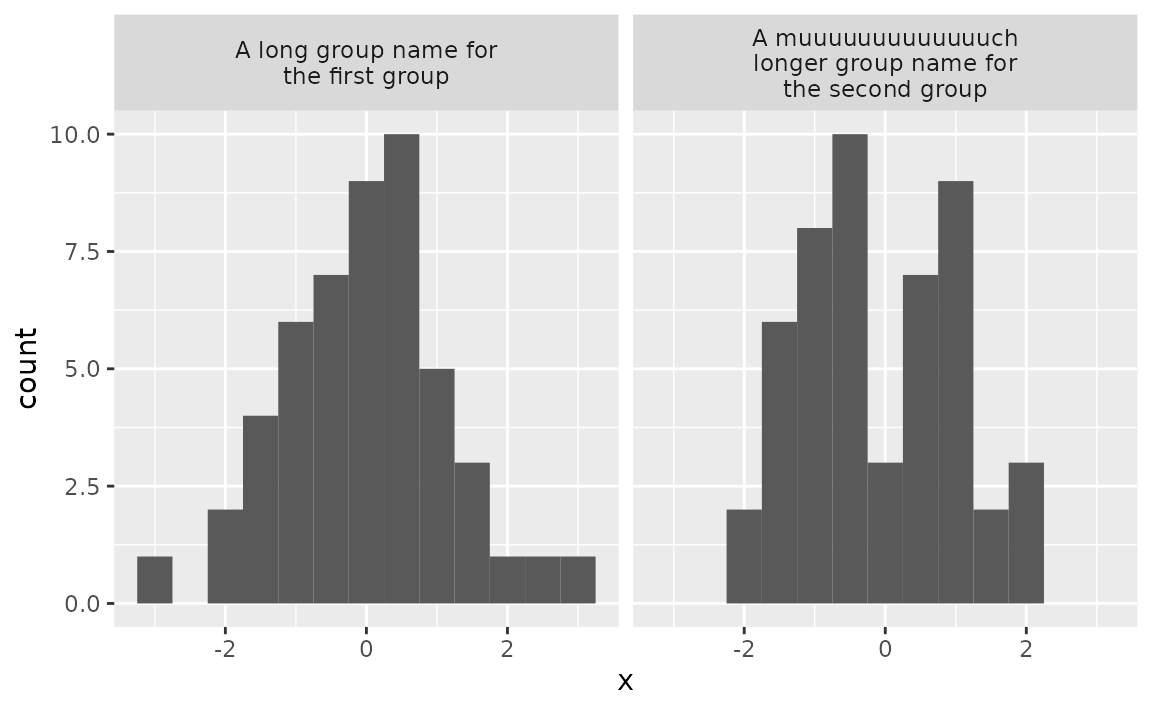 A long group name for
the first group
A muuuuuuuuuuuuuch
longer group name for
the second group
10.0
7.5
5.0
2.5
0.0
count
-2 0 2
-2 0 2
x